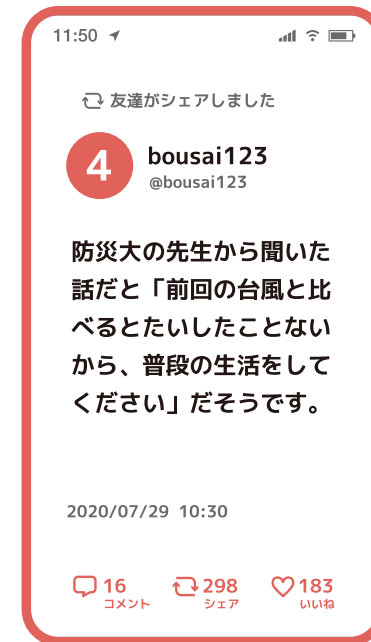 11:50
友達がシェアしました
4
bousai123
@bousai123
防災大の先生から聞いた
話だと「前回の台風と比
べるとたいしたことない
から、普段の生活をして
ください」だそうです。
2020/07/29 10:30
16 298 183
コメント シェア いいね